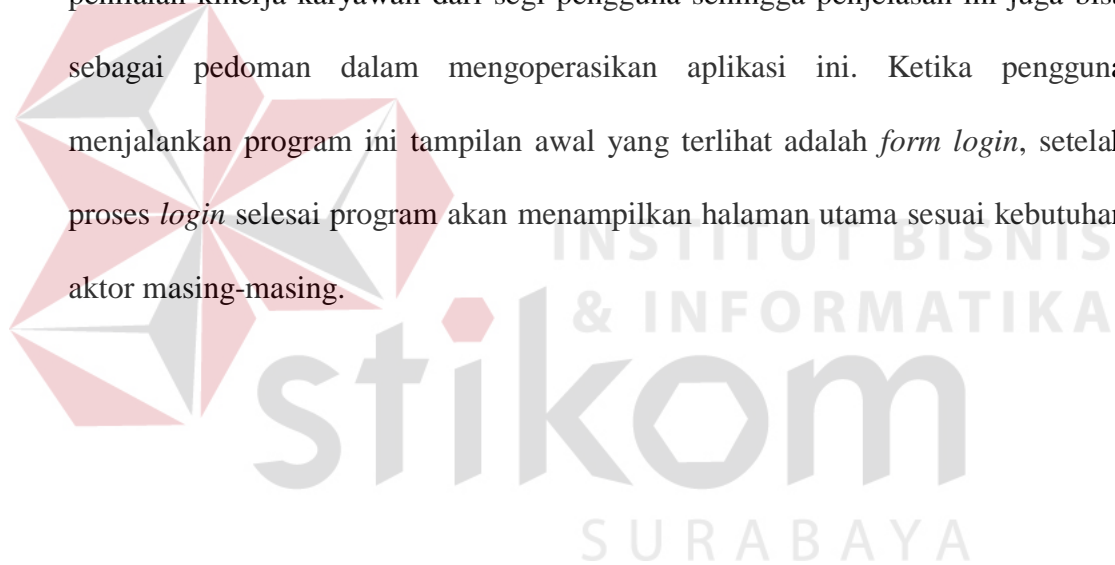 penilaian kinerja karyawan dari segi pengguna sehingga penjelasan ini juga bisa
sebagai pedoman dalam mengoperasikan aplikasi ini. Ketika pengguna
menjalankan program ini tampilan awal yang terlihat adalah form login, setelah
proses login selesai program akan menampilkan halaman utama sesuai kebutuhan
aktor masing-masing.
INSTITUT BISNIS
& INFORMATIKA
stikom
SURABAYA